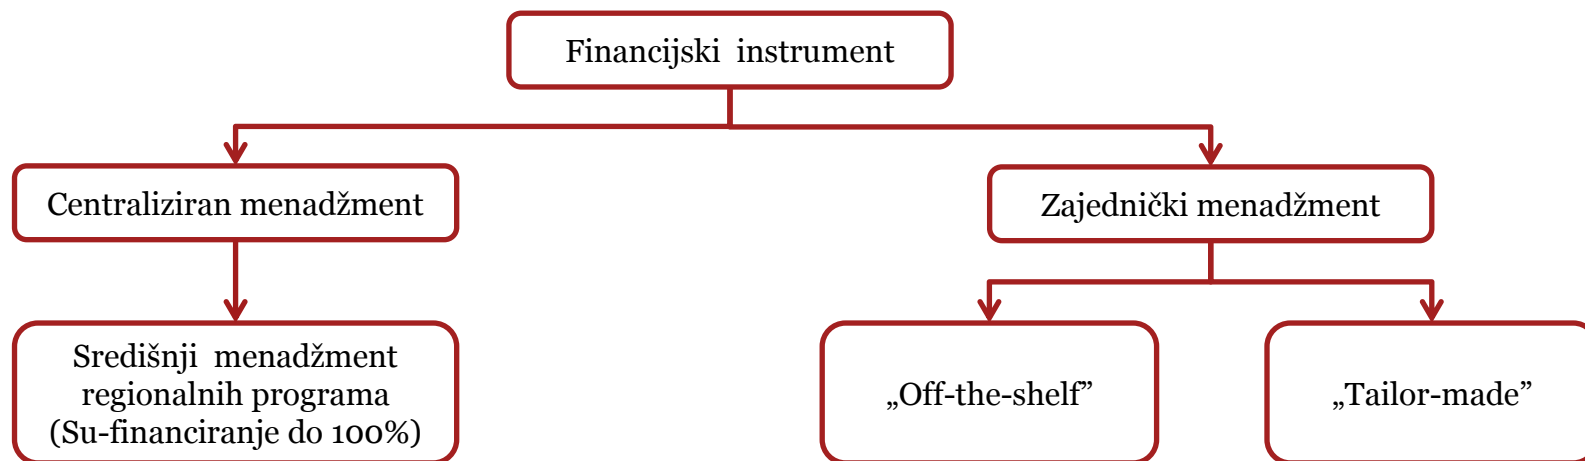 Financijski instrument
Centraliziran menadžment
Zajednički menadžment
Središnji menadžment
regionalnih programa
(Su-financiranje do 100%)
„Off-the-shelf”
„Tailor-made”